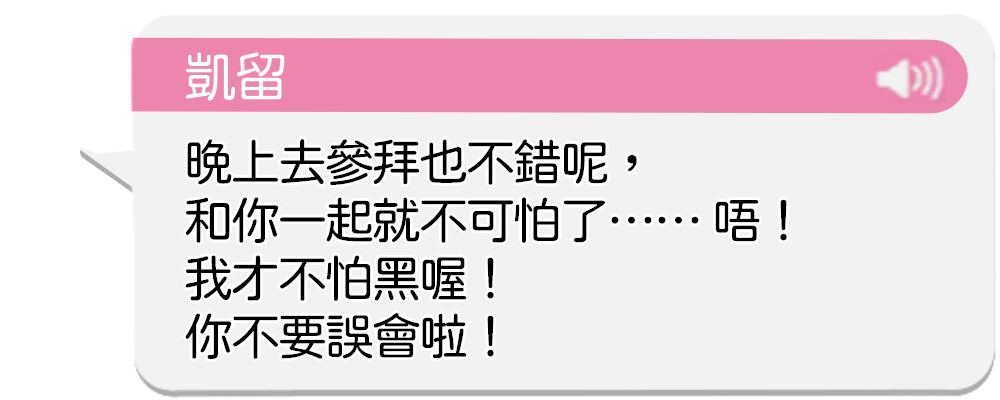 凱留
晚上去參拜也不錯呢，
和你一起就不可怕了⋯⋯ 唔！
我才不怕黑喔！
你不要誤會啦！